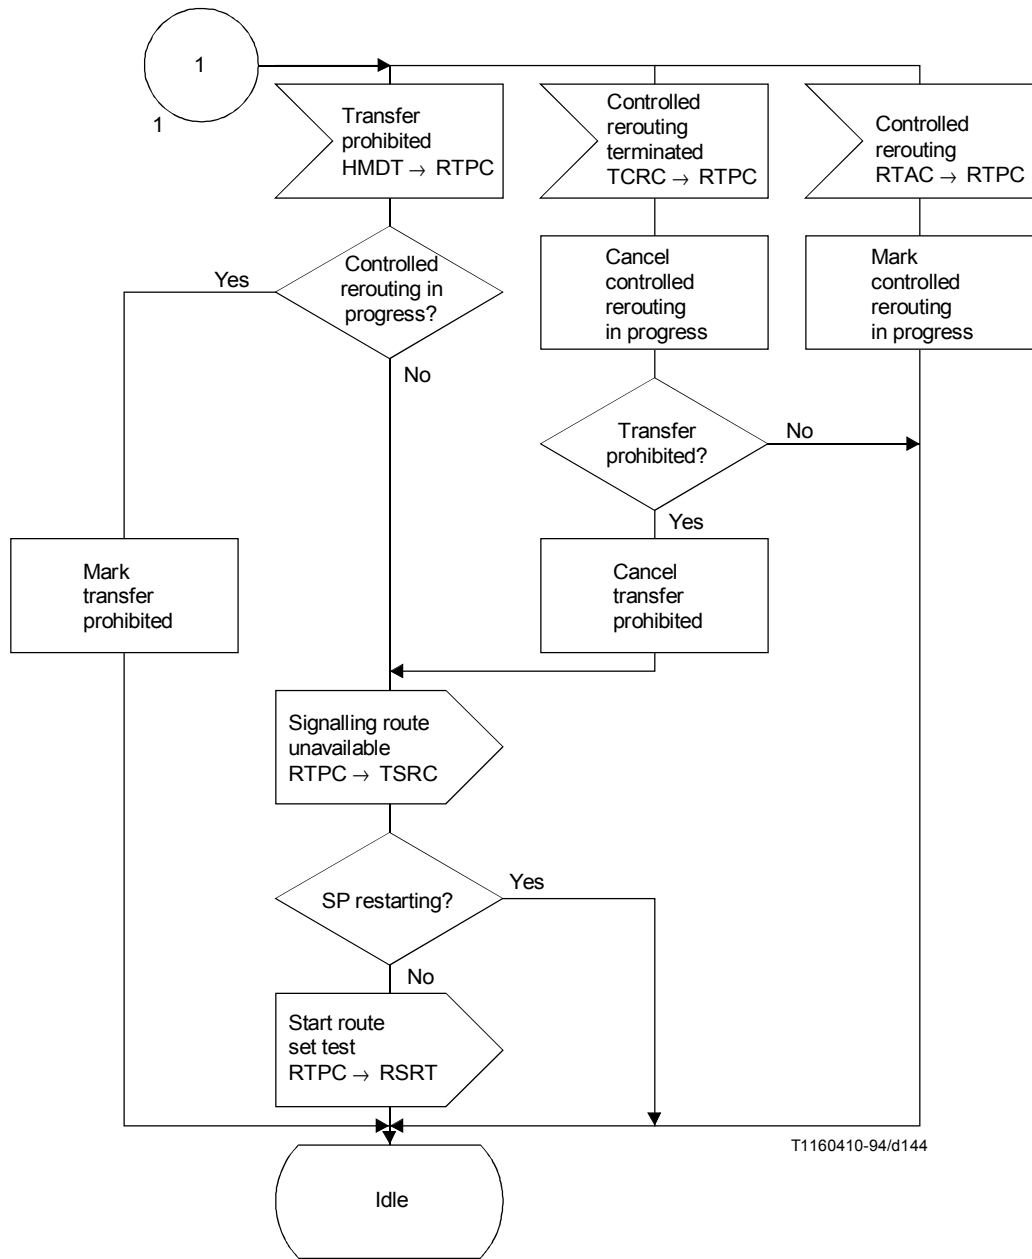 1
1
Transfer
prohibited
HMDT → RTPC
Controlled
rerouting
terminated
TCRC → RTPC
Controlled
rerouting
RTAC → RTPC
Yes
Controlled
rerouting in
progress?
No
Cancel
controlled
rerouting
in progress
Mark
controlled
rerouting
in progress
Transfer
prohibited?
No
Yes
Mark
transfer
prohibited
Cancel
transfer
prohibited
Signalling route
unavailable
RTPC → TSRC
SP restarting?
Yes
No
Start route
set test
RTPC → RSRT
T1160410-94/d144
Idle